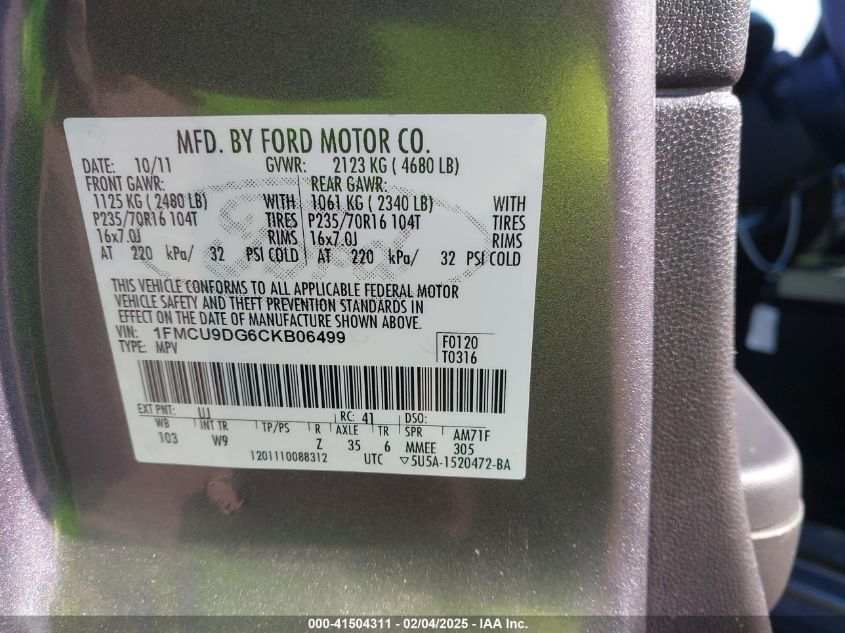 MFD. BY FORD MOTOR CO.
DATE: 10/11 GVWR: 2123 KG ( 4680 LB)
FRONT GAWR: REAR GAWR:
1125 KG ( 2480 LB) WITH 1061 KG ( 2340 LB) WITH
P235/70R16 104T TIRES P235/70R16 104T TIRES
16x7.0J RIMS 16x7.0J RIMS
AT 220 kPa/ 32 PSI COLD AT 220 kPa/ 32 PSI COLD
THIS VEHICLE CONFORMS TO ALL APPLICABLE FEDERAL MOTOR
VEHICLE SAFETY AND THEFT PREVENTION STANDARDS IN
EFFECT ON THE DATE OF MANUFACTURE SHOWN ABOVE.
VIN: 1FMCU9DG6CKB06499 F0120
TYPE: MPV T0316
EXT PNT: UJ RC: 41 DSO:
WB INT TR TP/PS R AXLE TR SPR AM71F
103 W9 Z 35 6 MMEE 305
1201110088312 UTC ▽5U5A-1520472-BA
000-41504311 - 02/04/2025 - IAA Inc.